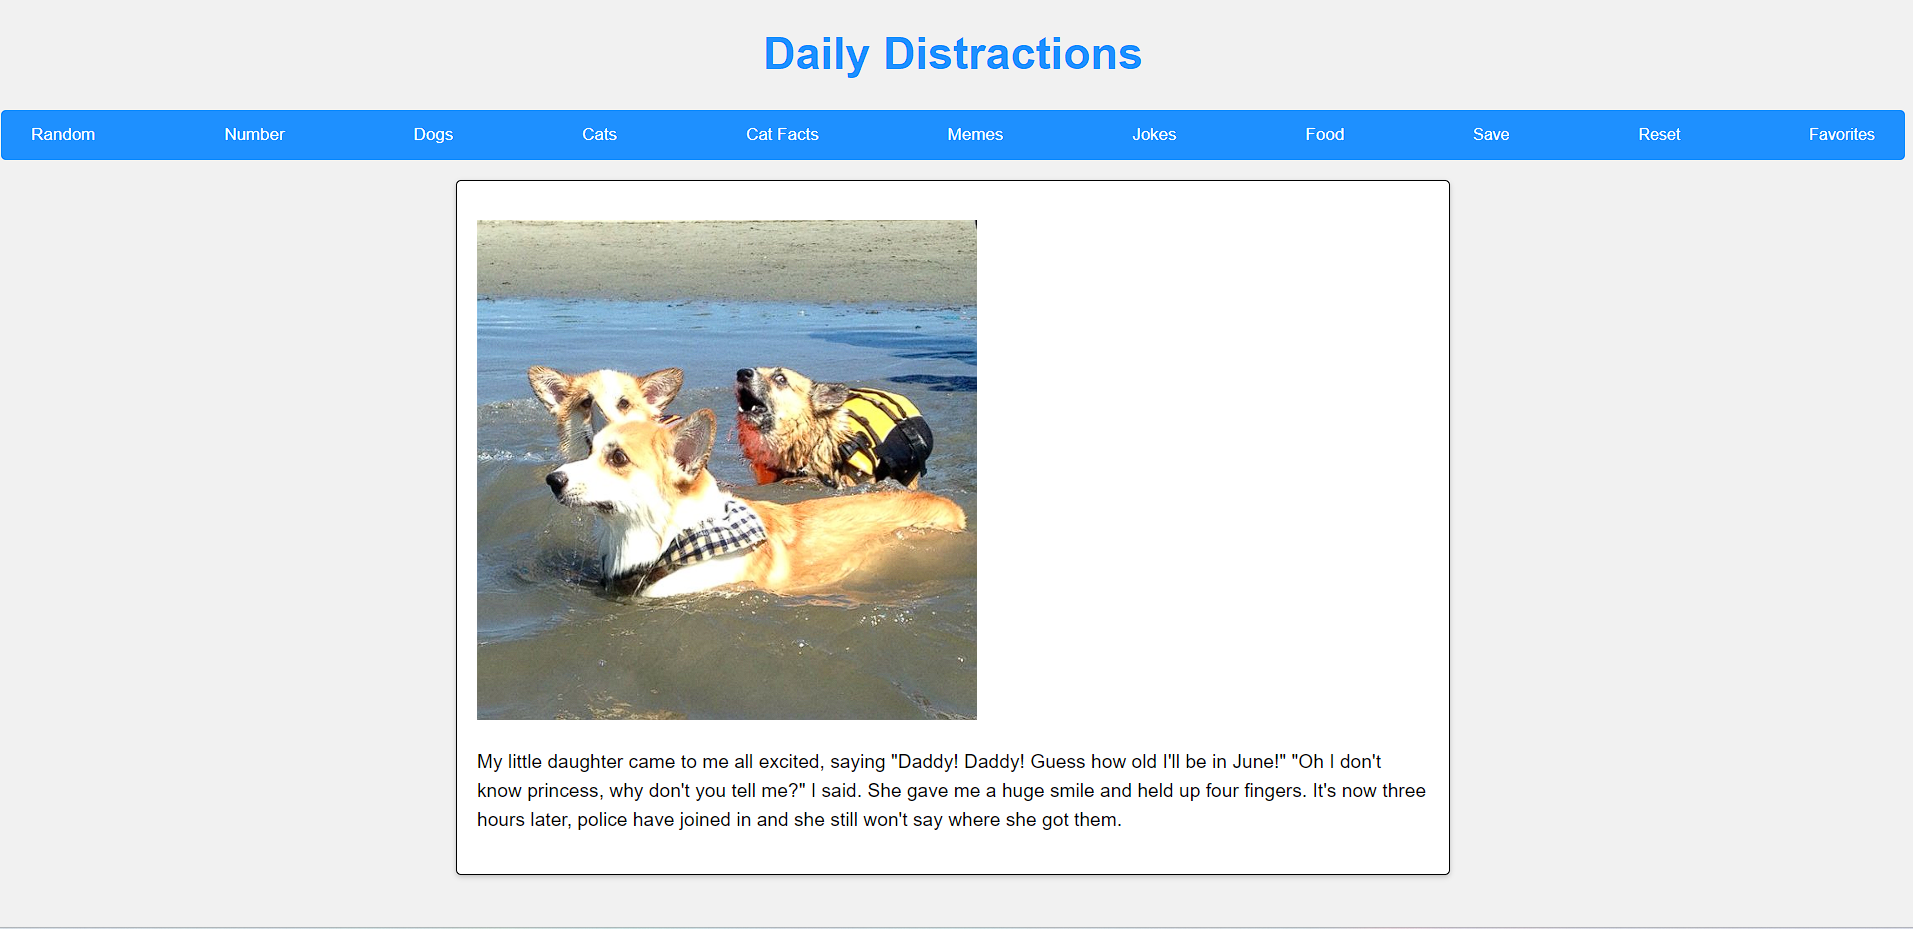 Daily Distractions
Random Number Dogs Cats Cat Facts Memes Jokes Food Save Reset Favorites
My little daughter came to me all excited, saying "Daddy! Daddy! Guess how old I'll be in June!" "Oh I don't
know princess, why don't you tell me?" I said. She gave me a huge smile and held up four fingers. It's now three
hours later, police have joined in and she still won't say where she got them.